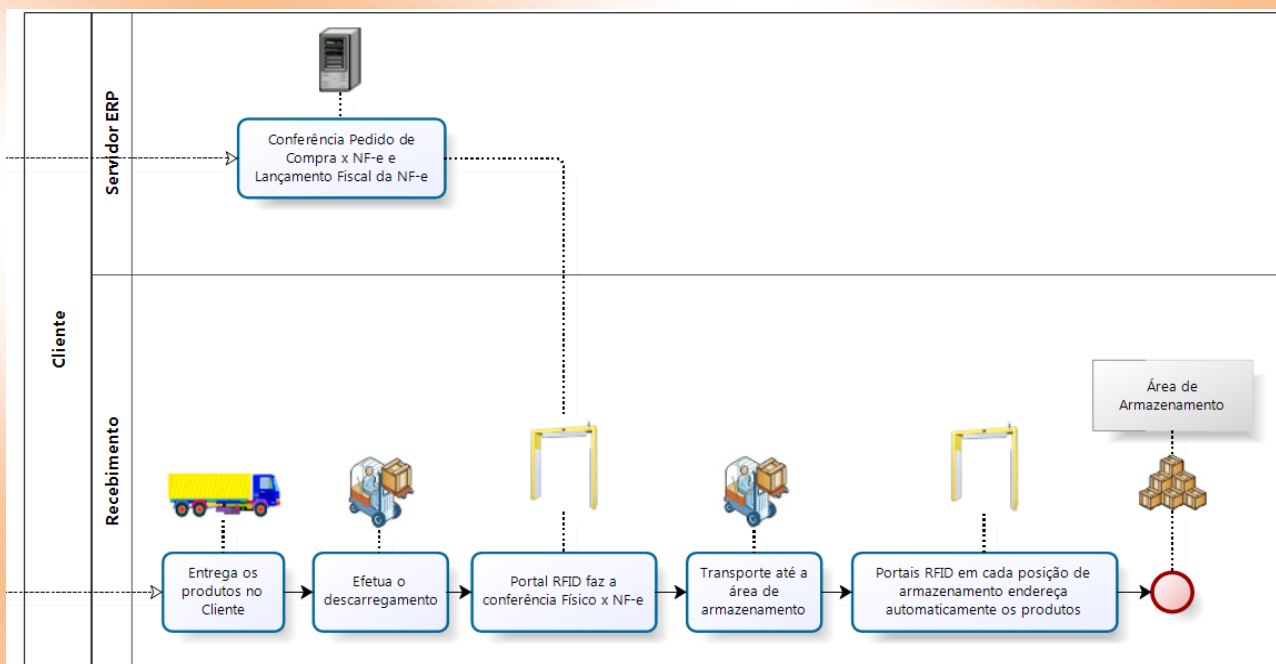 Cliente
Servidor ERP
Conferência Pedido de
Compra x NF-e e
Lançamento Fiscal da NF-e
Recebimento
Área de
Armazenamento
Entrega os
produtos no
Cliente
Efetua o
descarregamento
Portal RFID faz a
conferência Físico x NF-e
Transporte até a
área de
armazenamento
Portais RFID em cada posição de
armazenamento endereça
automaticamente os produtos